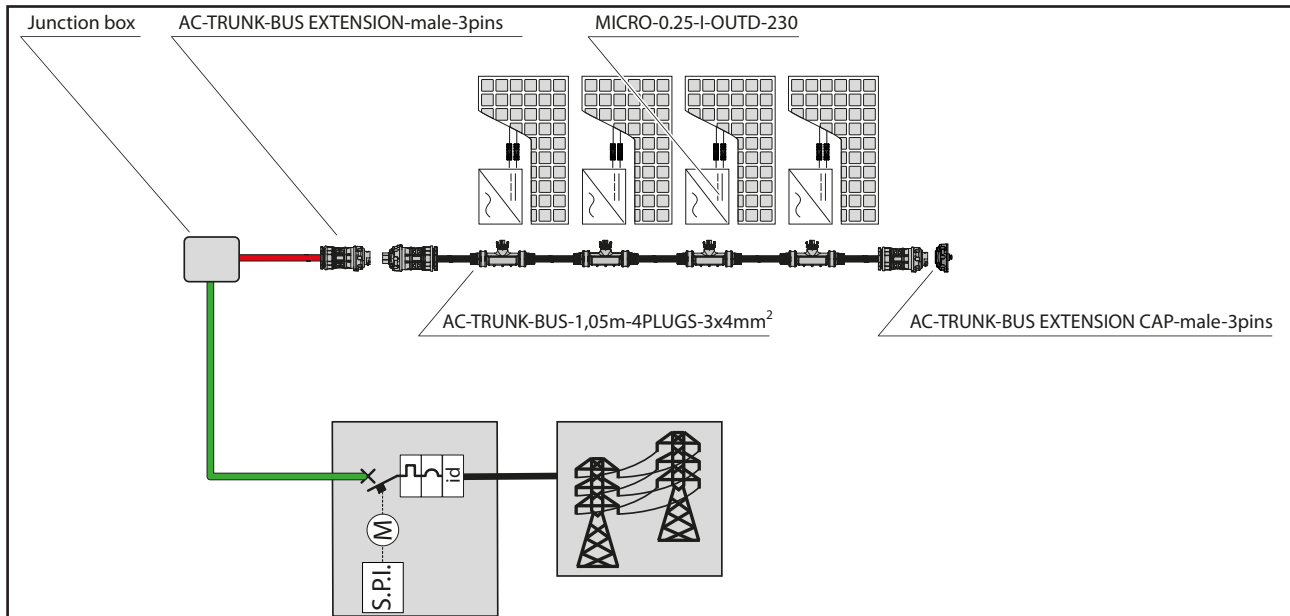 Junction box
AC-TRUNK-BUS EXTENSION-male-3pins
MICRO-0.25-I-OUTD-230
AC-TRUNK-BUS-1,05m-4PLUGS-3x4mm²
AC-TRUNK-BUS EXTENSION CAP-male-3pins
id
M
S.P.I.